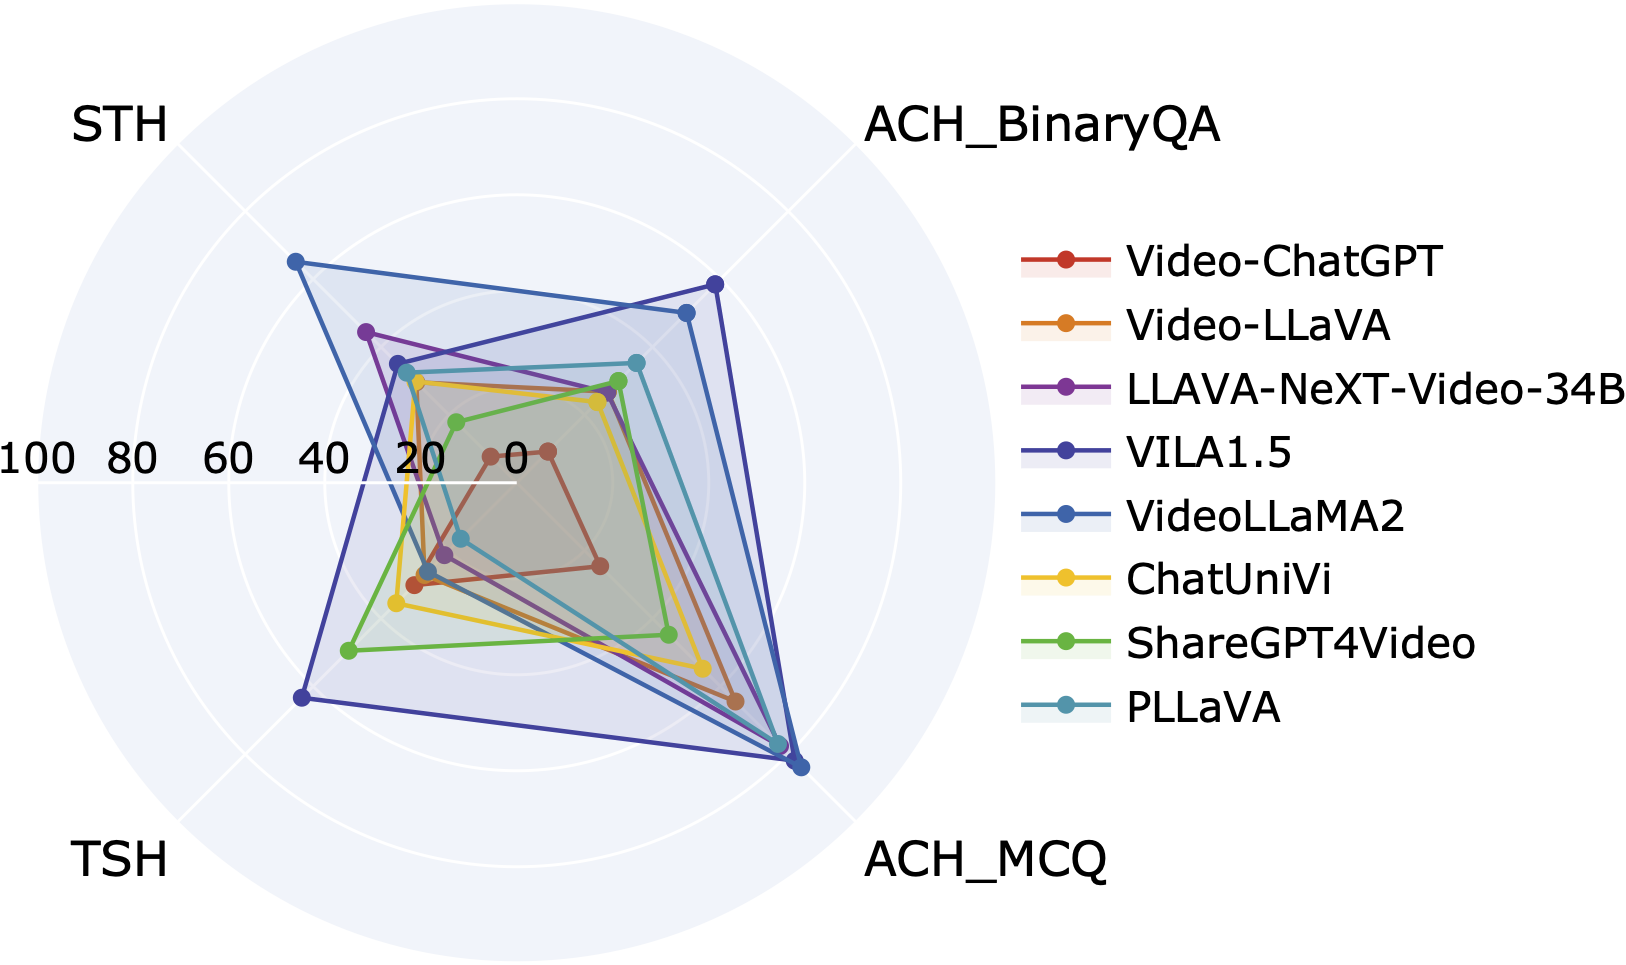 STH
ACH_BinaryQA
100 80 60 40 20 0
TSH
ACH_MCQ
Video-ChatGPT
Video-LLaVA
LLAVA-NeXT-Video-34B
VILA1.5
VideoLLaMA2
ChatUniVi
ShareGPT4Video
PLLaVA